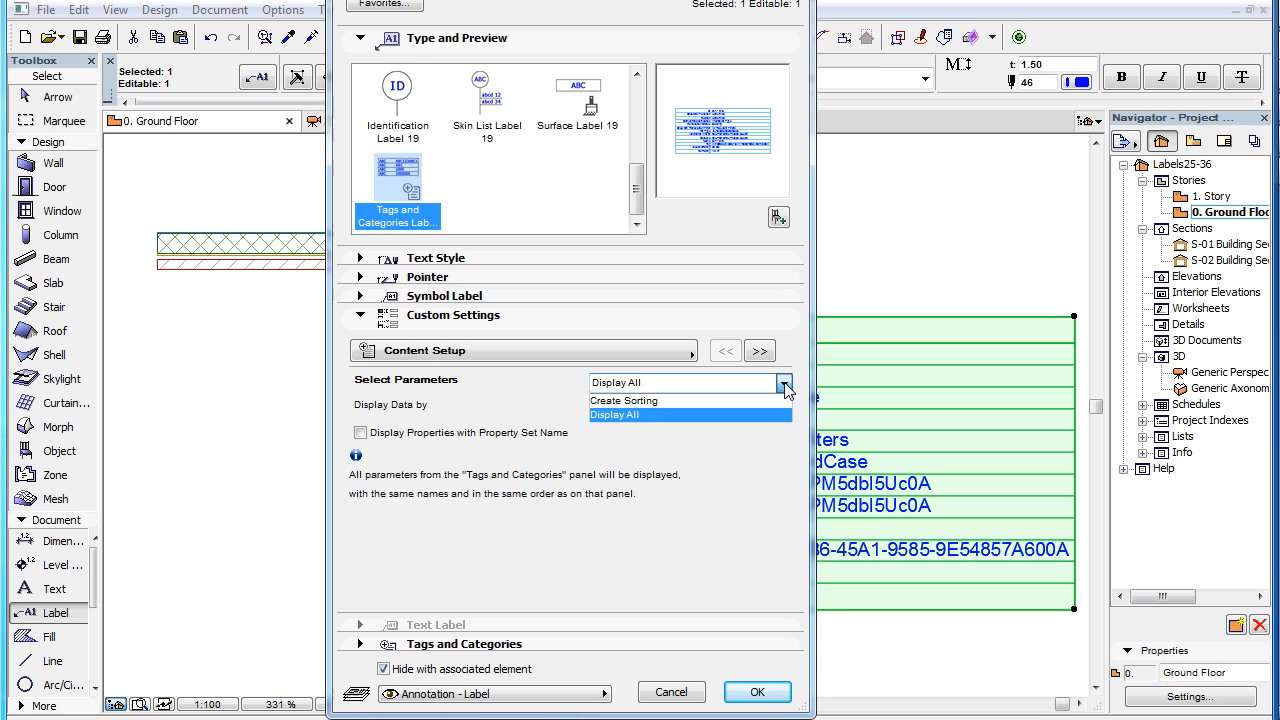 File Edit View Design Document Options
Toolbox
Select
Arrow
Marquee
Design
Wall
Door
Window
Column
Beam
Slab
Stair
Roof
Shell
Skylight
Curtain...
Morph
Object
Zone
Mesh
Document
Dimen...
Level ...
Text
Label
Fill
Line
Arc/Ci...
More
Selected: 1
Editable: 1
A1
0. Ground Floor
1:100
331 %
Favorites...
Selected: 1 Editable: 1
Type and Preview
ID
Identification
Label 19
ABC
abcd 12
abcd 34
Skin List Label
19
ABC
Surface Label 19
Tags and
Categories Lab...
Text Style
Pointer
Symbol Label
Custom Settings
Content Setup
<<
>>
Select Parameters
Display All
Create Sorting
Display All
Display Data by
Display Properties with Property Set Name
All parameters from the "Tags and Categories" panel will be displayed,
with the same names and in the same order as on that panel.
Text Label
Tags and Categories
Hide with associated element
Annotation - Label
Cancel
OK
t: 1.50
46
B I U T
ters
dCase
PM5dbI5Uc0A
PM5dbI5Uc0A
36-45A1-9585-9E54857A600A
Navigator - Project ...
Labels25-36
Stories
1. Story
0. Ground Floo
Sections
S-01 Building Se
S-02 Building Se
Elevations
Interior Elevations
Worksheets
Details
3D Documents
3D
Generic Perspec
Generic Axonom
Schedules
Project Indexes
Lists
Info
Help
Properties
0.
Ground Floor
Settings...